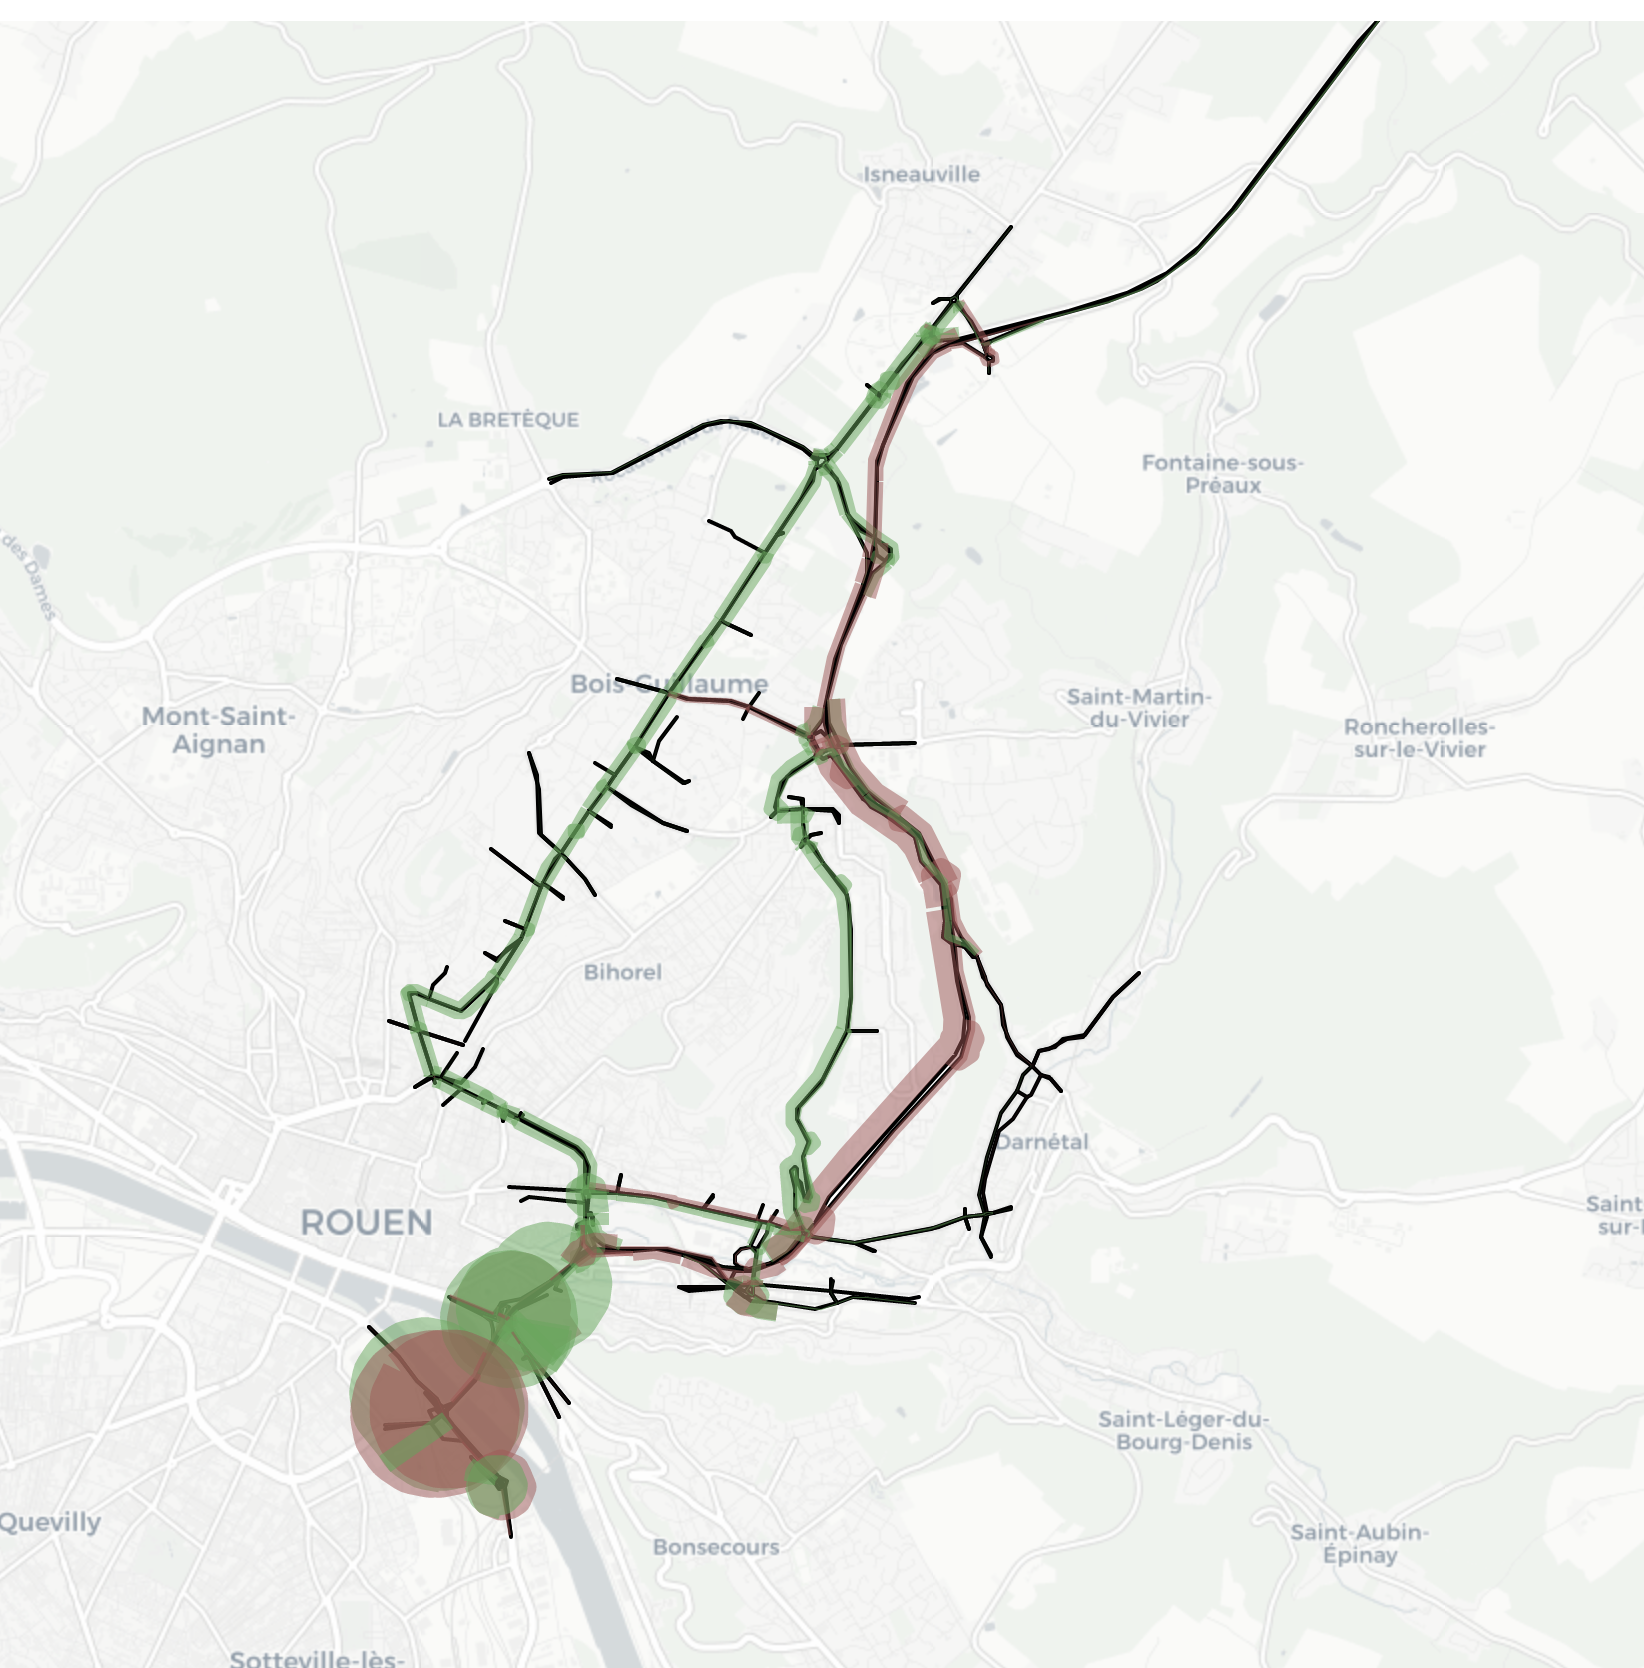 Isneauville
LA BRETÈQUE
Fontaine-sous-
Préaux
des Dames
Bois-Guillaume
Mont-Saint-
Aignan
Saint-Martin-
du-Vivier
Roncherolles-
sur-le-Vivier
Bihorel
Darnétal
ROUEN
Saint
sur-
Saint-Léger-du-
Bourg-Denis
Quevilly
Bonsecours
Saint-Aubin-
Épinay
Sotteville-lès-